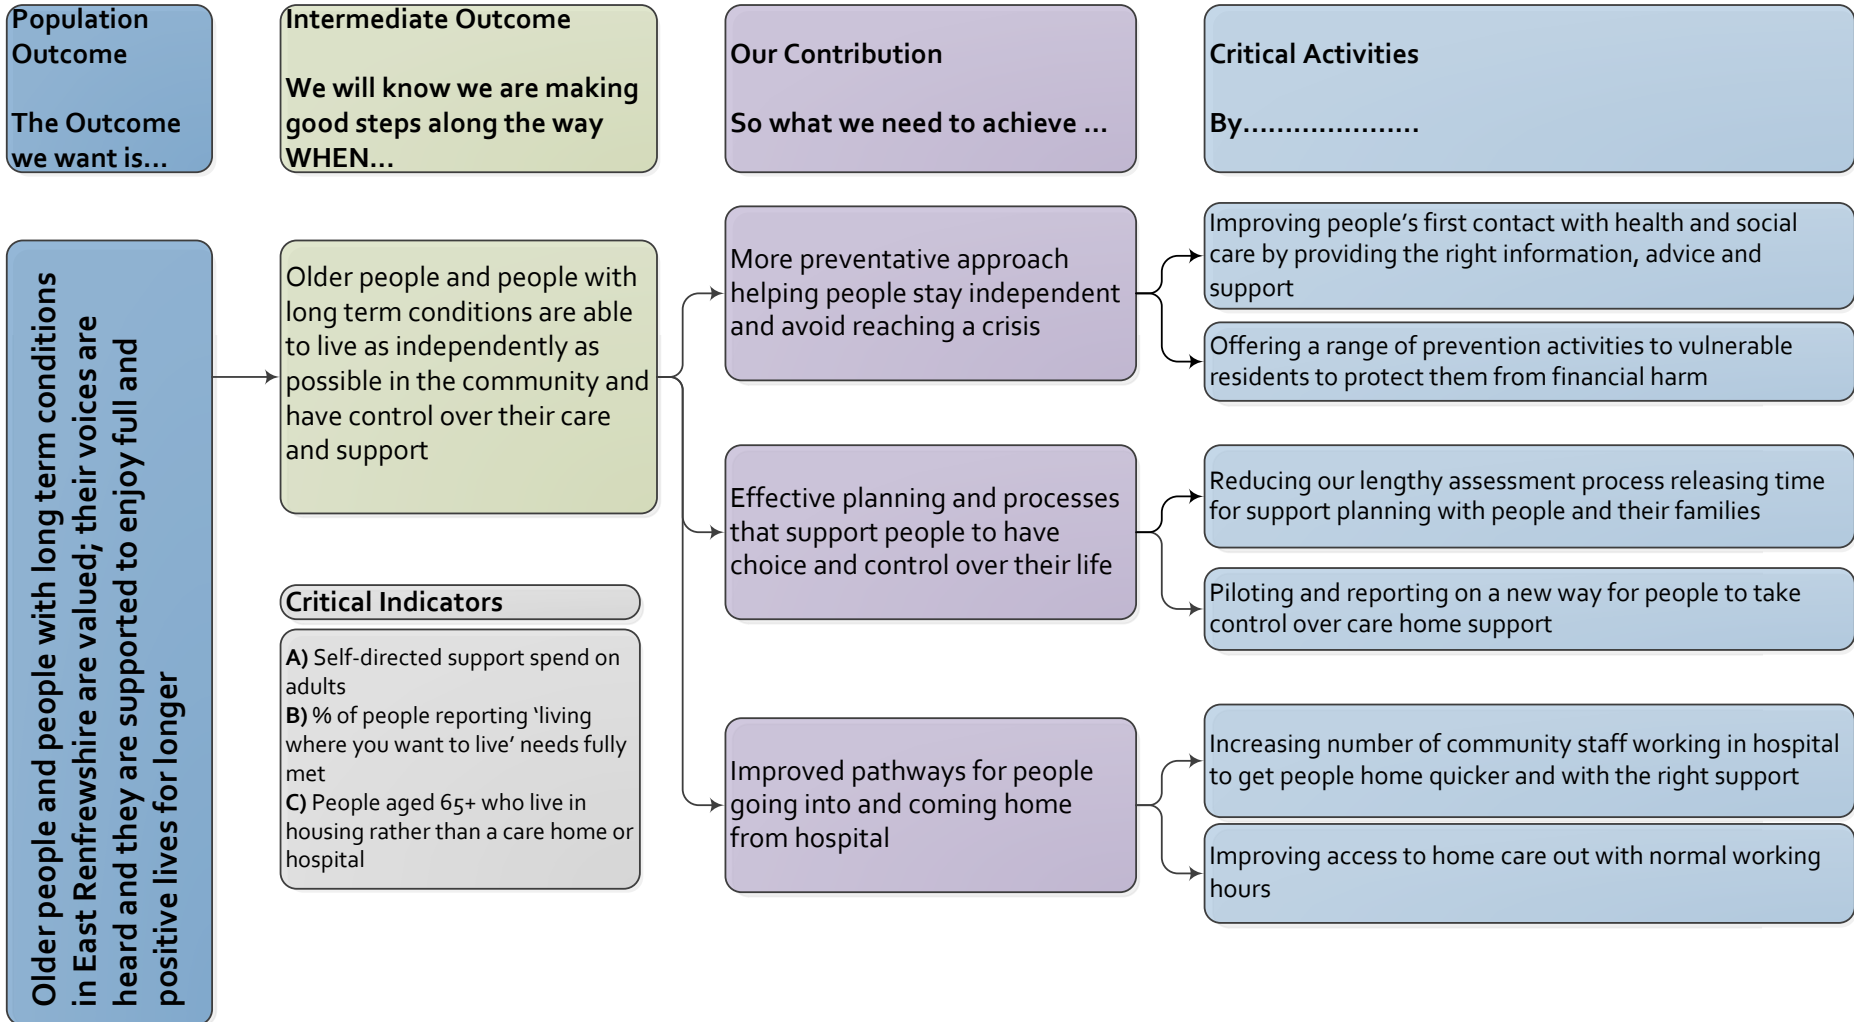 Population
Outcome
The Outcome
we want is...
Intermediate Outcome
We will know we are making
good steps along the way
WHEN...
Our Contribution
So what we need to achieve ...
Critical Activities
By.....................
Older people and people with long term conditions
in East Renfrewshire are valued; their voices are
heard and they are supported to enjoy full and
positive lives for longer
Older people and people with
long term conditions are able
to live as independently as
possible in the community and
have control over their care
and support
Critical Indicators
A) Self-directed support spend on
adults
B) % of people reporting ‘living
where you want to live’ needs fully
met
C) People aged 65+ who live in
housing rather than a care home or
hospital
More preventative approach
helping people stay independent
and avoid reaching a crisis
Effective planning and processes
that support people to have
choice and control over their life
Improved pathways for people
going into and coming home
from hospital
Improving people’s first contact with health and social
care by providing the right information, advice and
support
Offering a range of prevention activities to vulnerable
residents to protect them from financial harm
Reducing our lengthy assessment process releasing time
for support planning with people and their families
Piloting and reporting on a new way for people to take
control over care home support
Increasing number of community staff working in hospital
to get people home quicker and with the right support
Improving access to home care out with normal working
hours